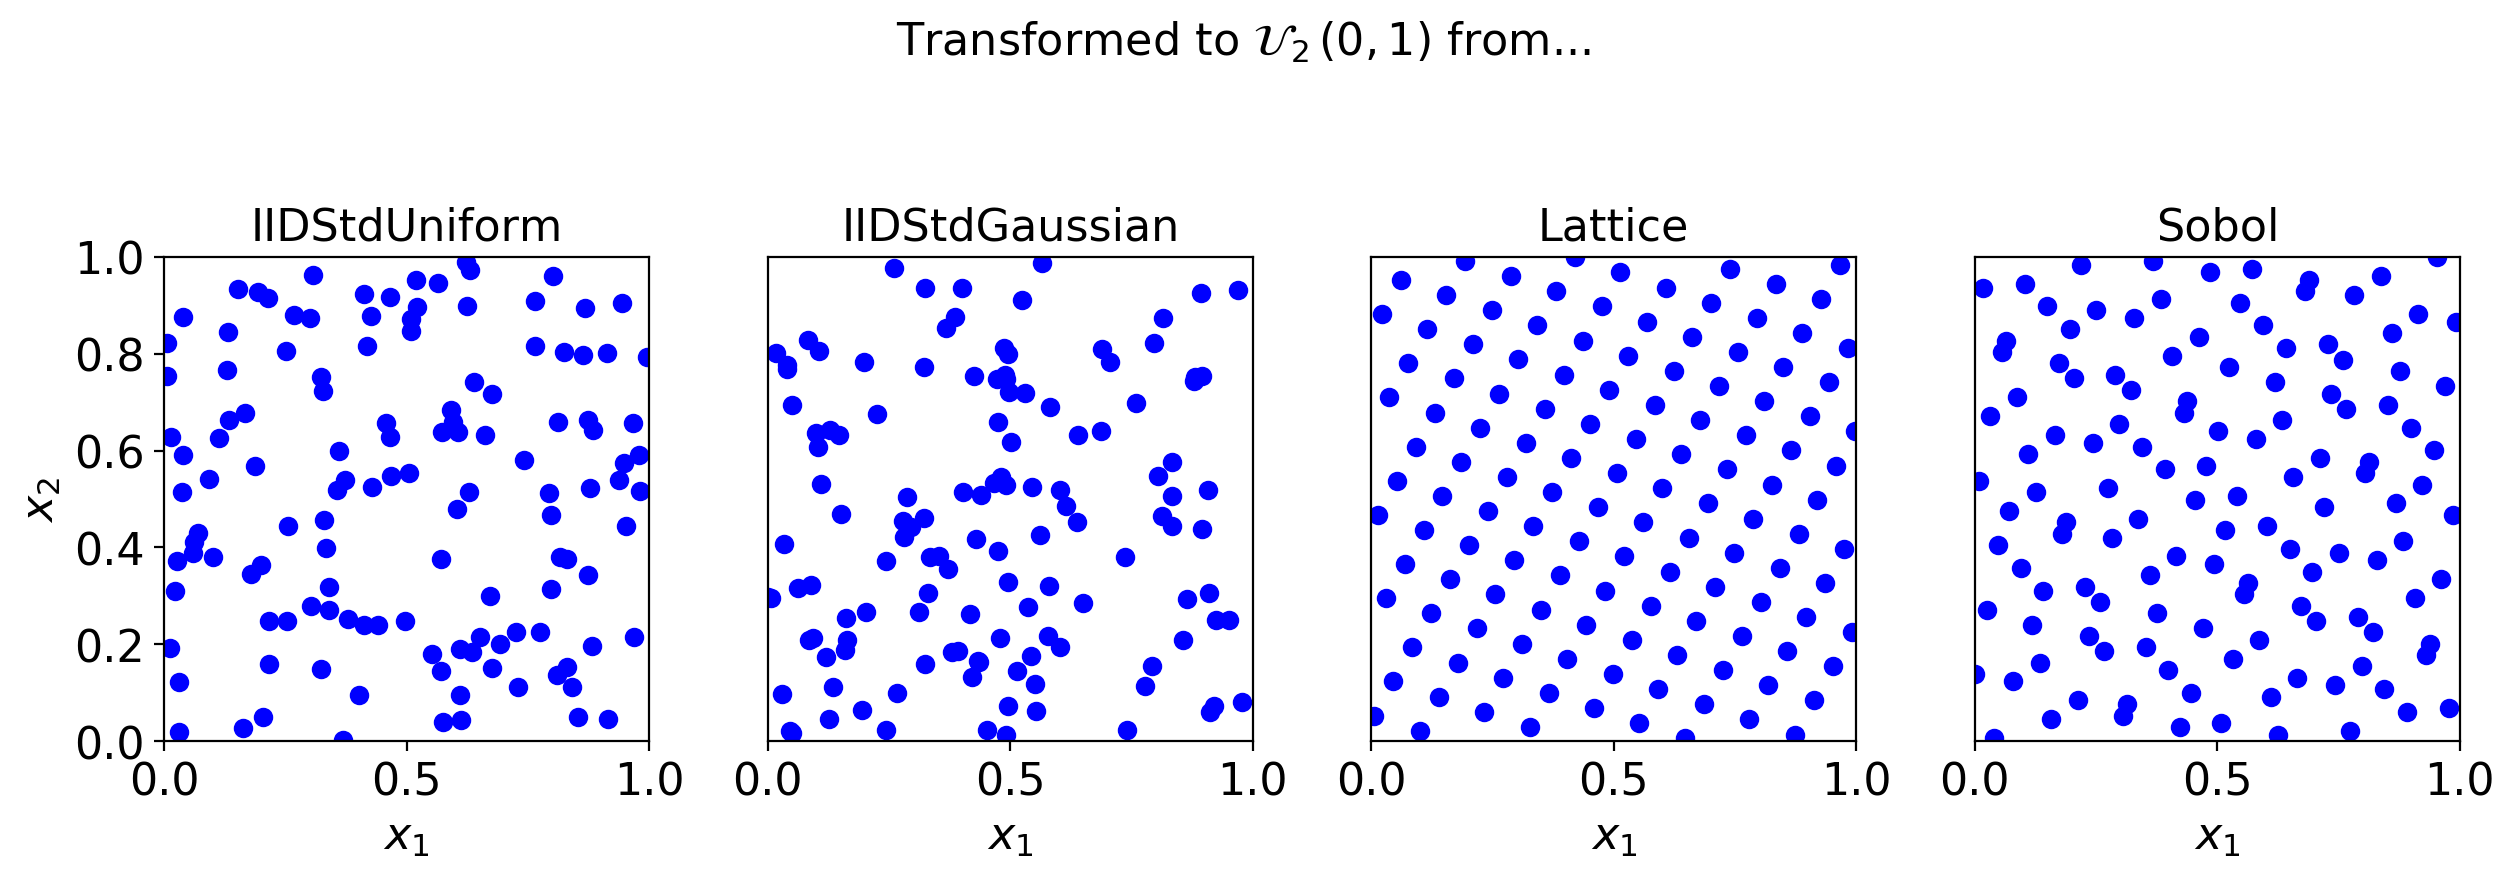 Transformed to 𝒰₂ (0, 1) from...
IIDStdUniform IIDStdGaussian Lattice Sobol
1.0
0.8
0.6
0.4
0.2
0.0
x₂
0.0 0.5 1.0 0.0 0.5 1.0 0.0 0.5 1.0 0.0 0.5 1.0
x₁ x₁ x₁ x₁